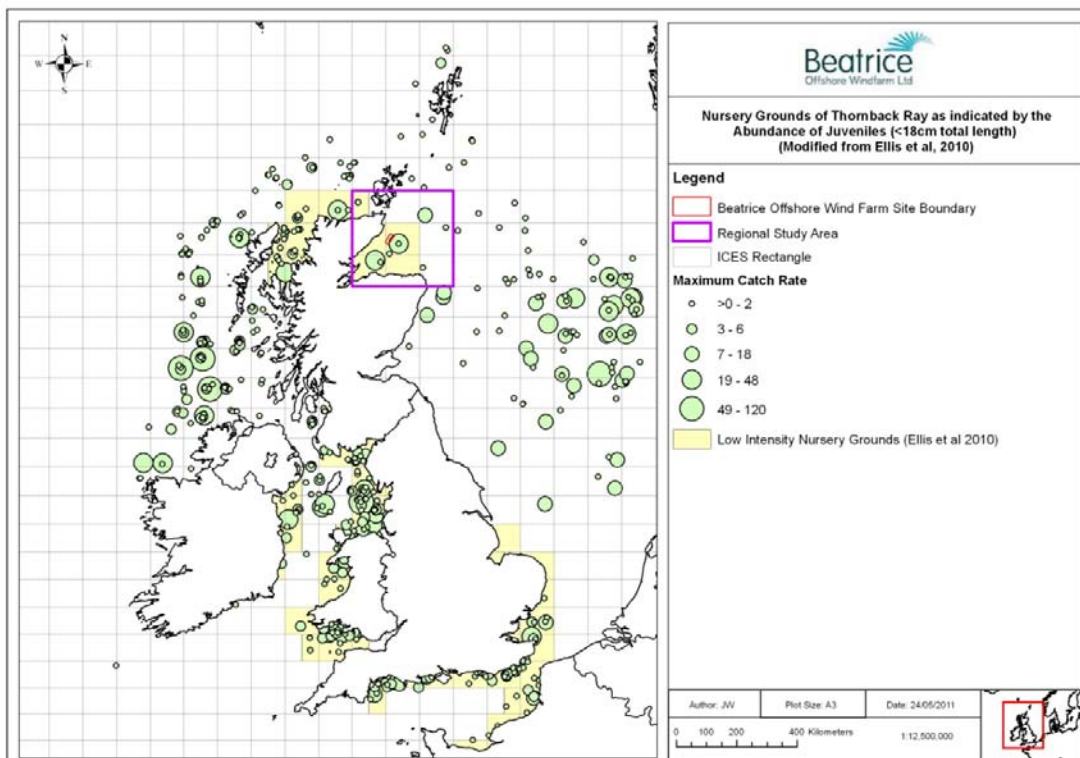 N
W E
S
Beatrice
Offshore Windfarm Ltd
Nursery Grounds of Thornback Ray as indicated by the
Abundance of Juveniles (<18cm total length)
(Modified from Ellis et al, 2010)
Legend
Beatrice Offshore Wind Farm Site Boundary
Regional Study Area
ICES Rectangle
Maximum Catch Rate
>0 - 2
3 - 6
7 - 18
19 - 48
49 - 120
Low Intensity Nursery Grounds (Ellis et al 2010)
Author: JW Plot Size: A3 Date: 24/05/2011
0 100 200 400 Kilometers
1:12,500,000